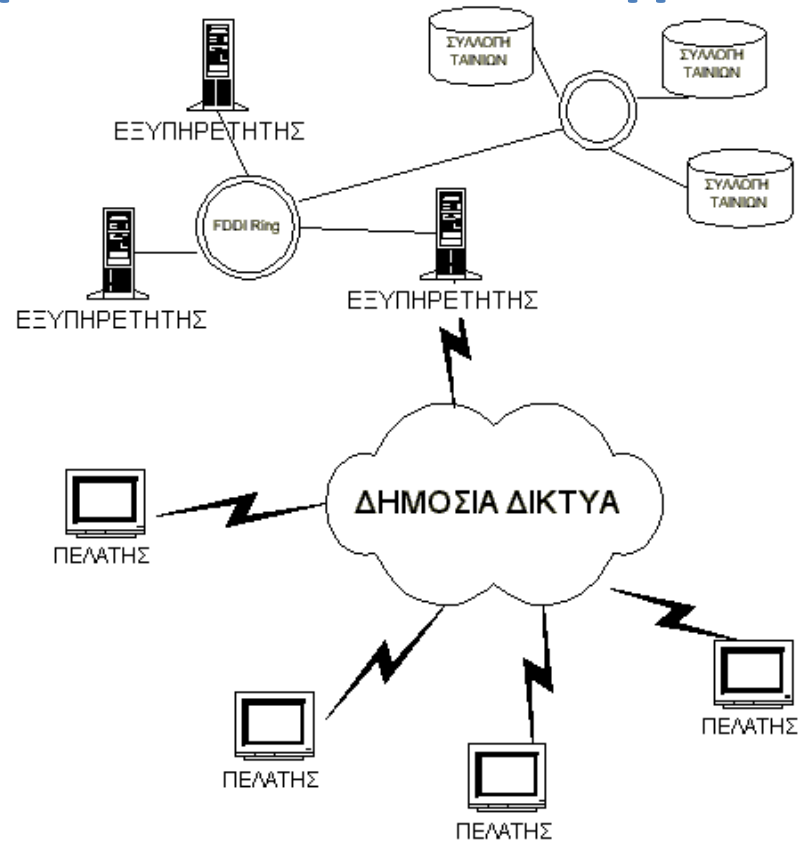 ΣΥΛΛΟΓΗ
ΤΑΙΝΙΩΝ
ΣΥΛΛΟΓΗ
ΤΑΙΝΙΩΝ
ΕΞΥΠΗΡΕΤΗΤΗΣ
ΣΥΛΛΟΓΗ
ΤΑΙΝΙΩΝ
FDDI Ring
ΕΞΥΠΗΡΕΤΗΤΗΣ
ΕΞΥΠΗΡΕΤΗΤΗΣ
ΔΗΜΟΣΙΑ ΔΙΚΤΥΑ
ΠΕΛΑΤΗΣ
ΠΕΛΑΤΗΣ
ΠΕΛΑΤΗΣ
ΠΕΛΑΤΗΣ